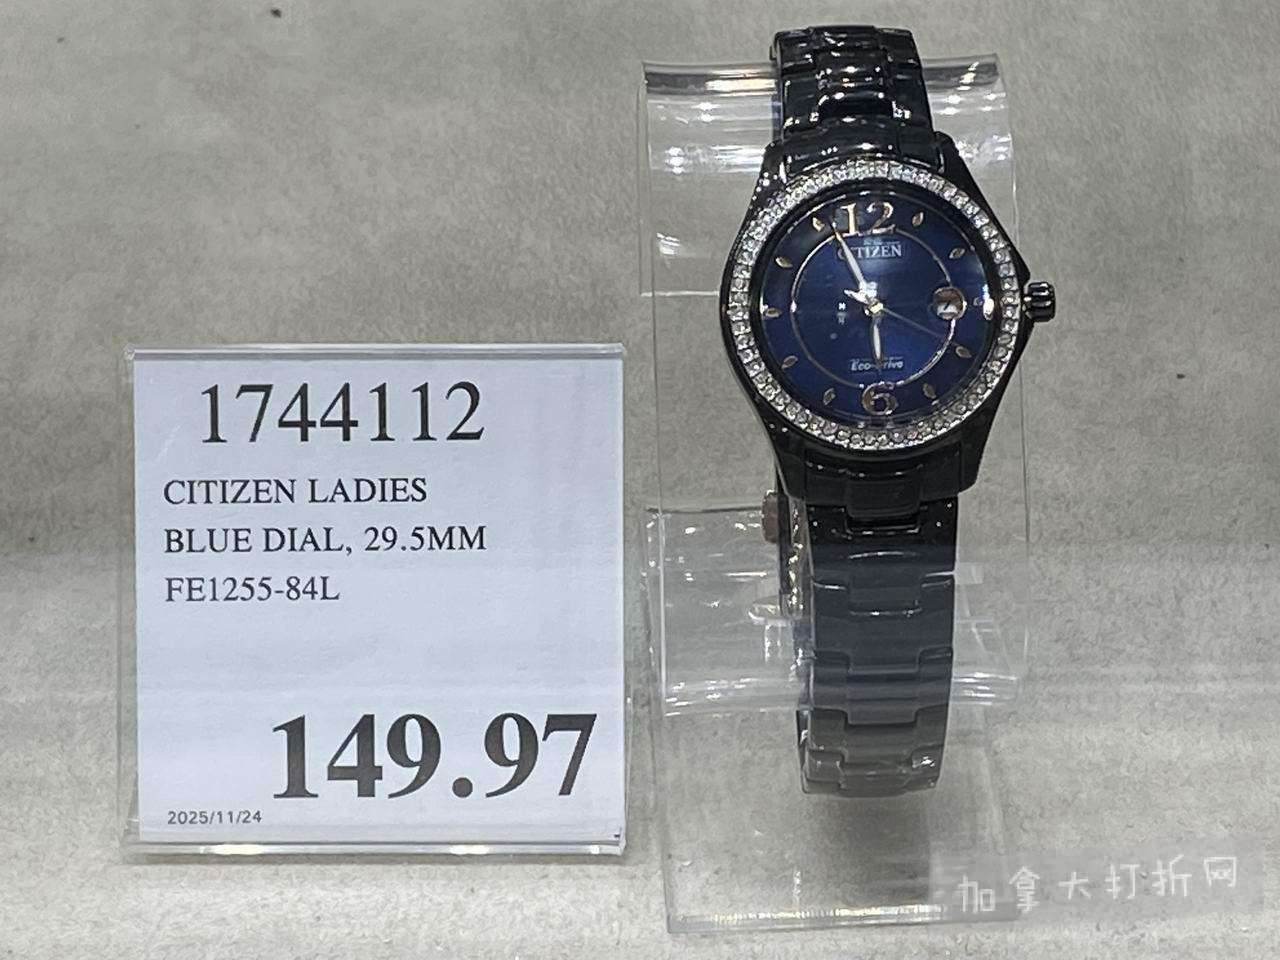 1744112
CITIZEN LADIES
BLUE DIAL, 29.5MM
FE1255-84L
149.97
2025/11/24
12
CITIZEN
Eco-Drive
6
加拿大打折网